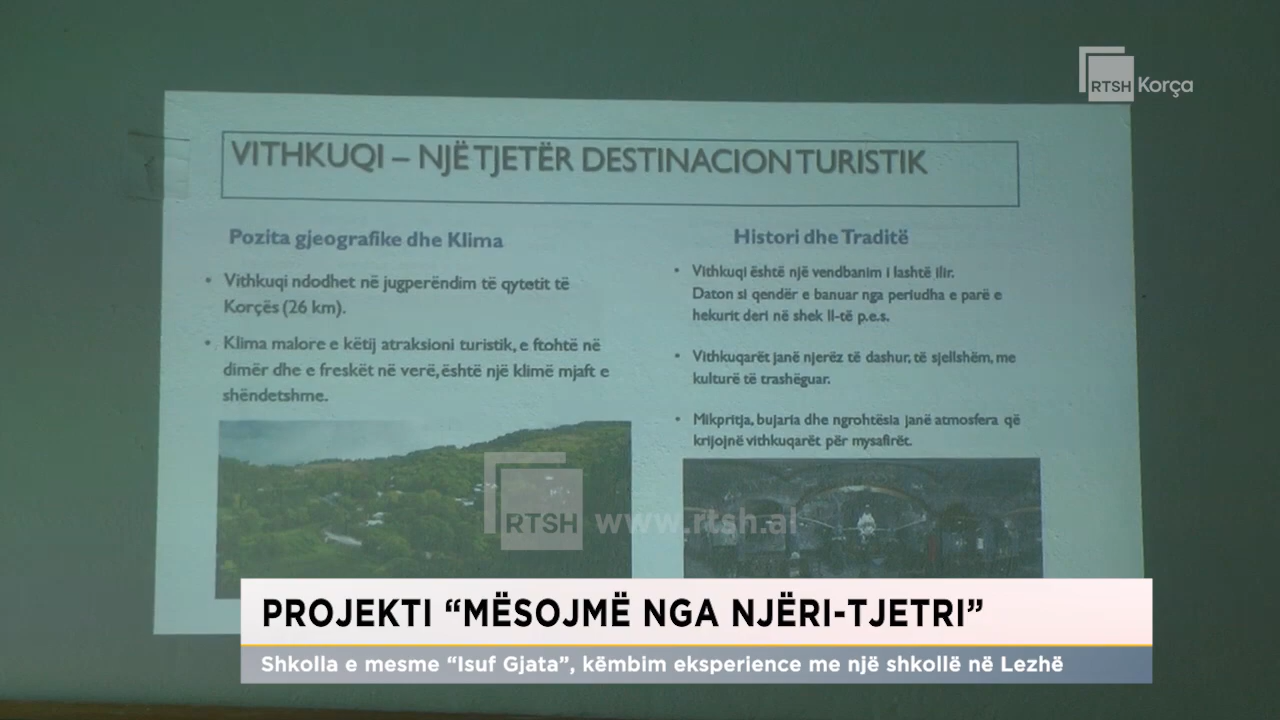 RTSH Korça
VITHKUQI – NJË TJETËR DESTINACION TURISTIK
Pozita gjeografike dhe Klima
• Vithkuqi ndodhet në jugperëndim të qytetit të
Korçës (26 km).
• Klima malore e këtij atraksioni turistik, e ftohtë në
dimër dhe e freskët në verë, është një klimë mjaft e
shëndetshme.
Histori dhe Traditë
• Vithkuqi është një vendbanim i lashtë ilir.
Daton si qendër e banuar nga periudha e parë e
hekurit deri në shek II-të p.e.s.
• Vithkuqarët janë njerëz të dashur, të sjellshëm, me
kulturë të trashëguar.
• Mikpritja, bujaria dhe ngrohtësia janë atmosfera që
krijojnë vithkuqarët për mysafirët.
RTSH www.rtsh.al
PROJEKTI “MËSOJMË NGA NJËRI-TJETRI”
Shkolla e mesme “Isuf Gjata”, këmbim eksperience me një shkollë në Lezhë